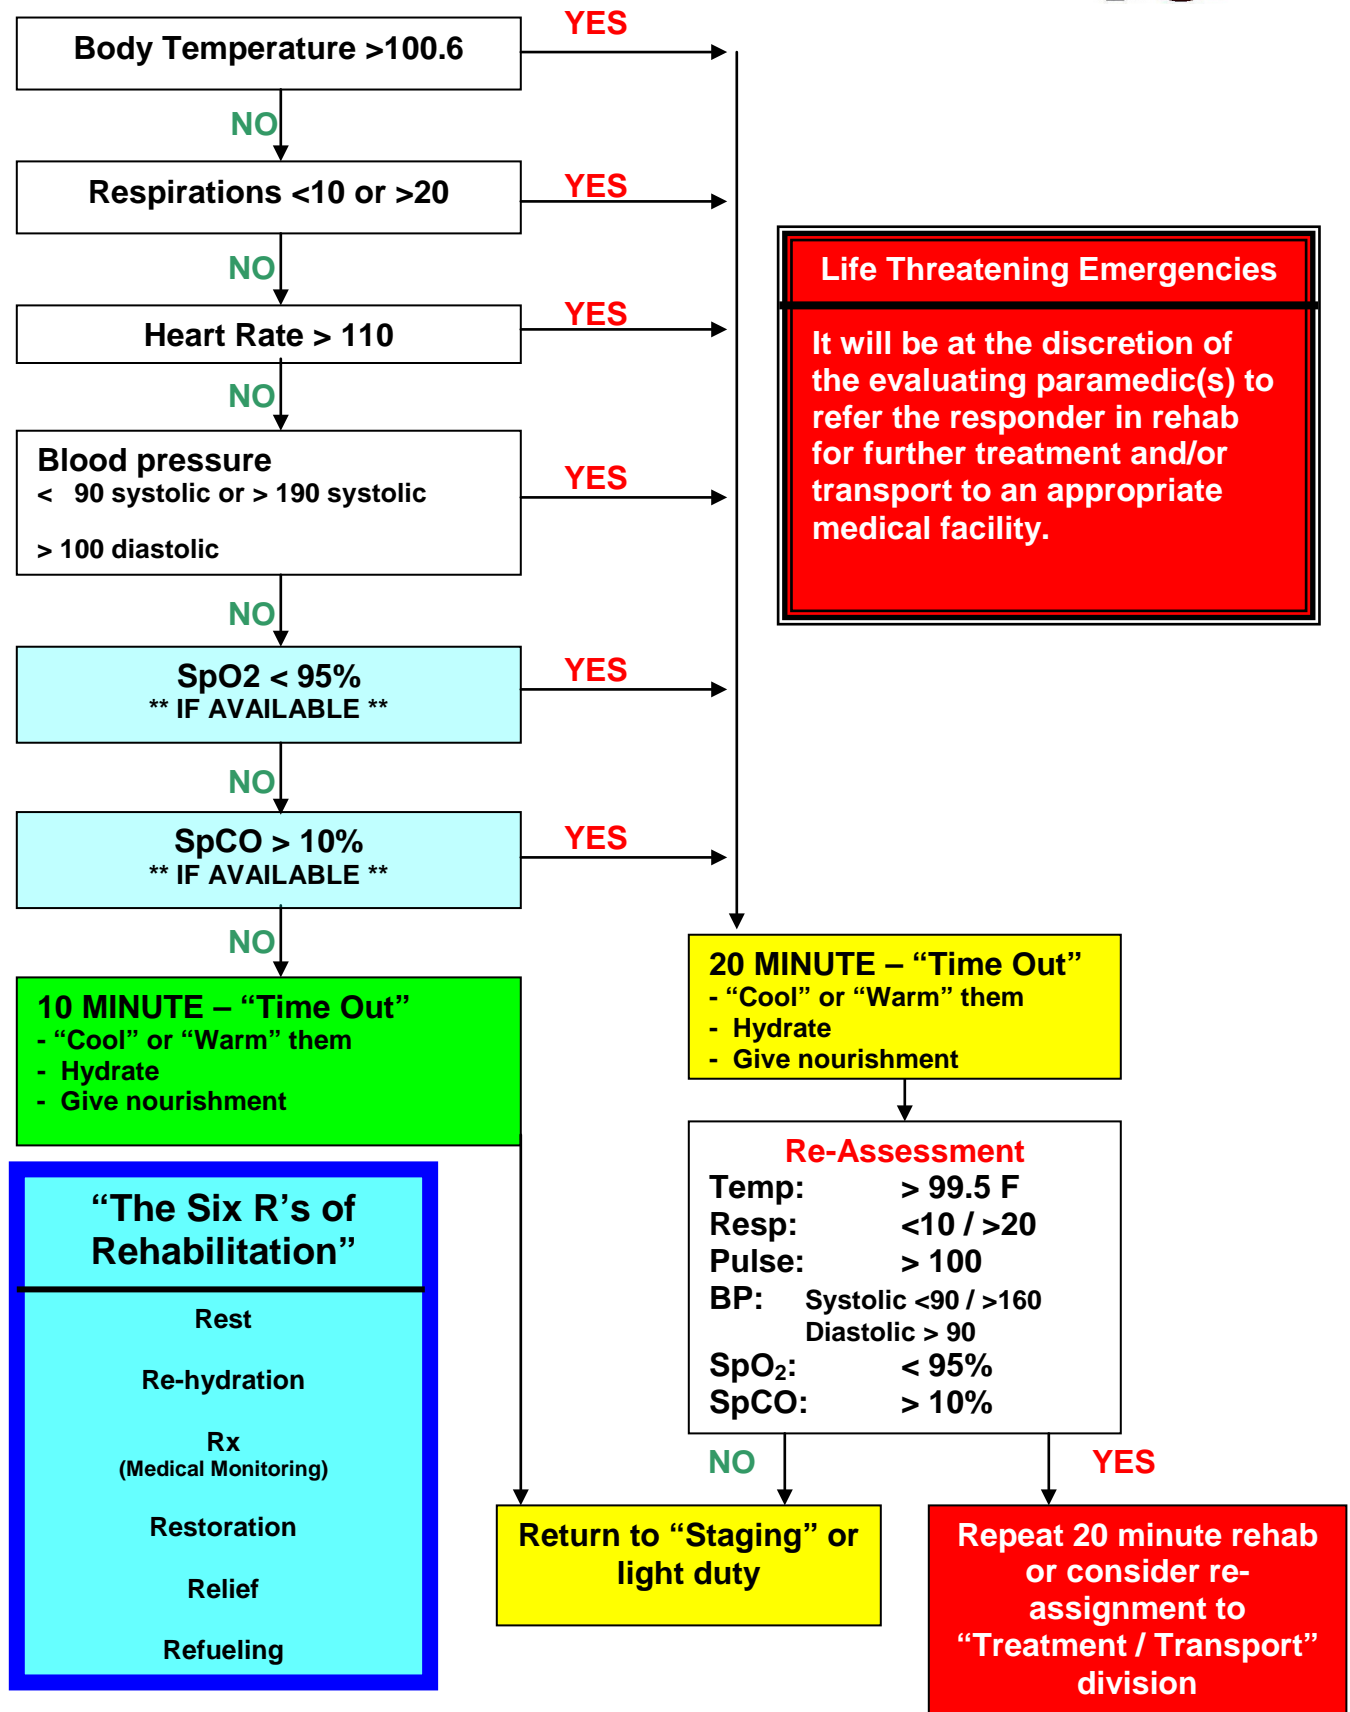 Body Temperature >100.6
YES
NO
Respirations <10 or >20
YES
NO
Heart Rate > 110
YES
NO
Blood pressure
< 90 systolic or > 190 systolic
> 100 diastolic
YES
NO
SpO2 < 95%
** IF AVAILABLE **
YES
NO
SpCO > 10%
** IF AVAILABLE **
YES
NO
Life Threatening Emergencies
It will be at the discretion of
the evaluating paramedic(s) to
refer the responder in rehab
for further treatment and/or
transport to an appropriate
medical facility.
10 MINUTE – “Time Out”
- “Cool” or “Warm” them
- Hydrate
- Give nourishment
20 MINUTE – “Time Out”
- “Cool” or “Warm” them
- Hydrate
- Give nourishment
Re-Assessment
Temp: > 99.5 F
Resp: <10 / >20
Pulse: > 100
BP: Systolic <90 / >160
Diastolic > 90
SpO₂: < 95%
SpCO: > 10%
NO
YES
“The Six R’s of
Rehabilitation”
Rest
Re-hydration
Rx
(Medical Monitoring)
Restoration
Relief
Refueling
Return to “Staging” or
light duty
Repeat 20 minute rehab
or consider re-
assignment to
“Treatment / Transport”
division